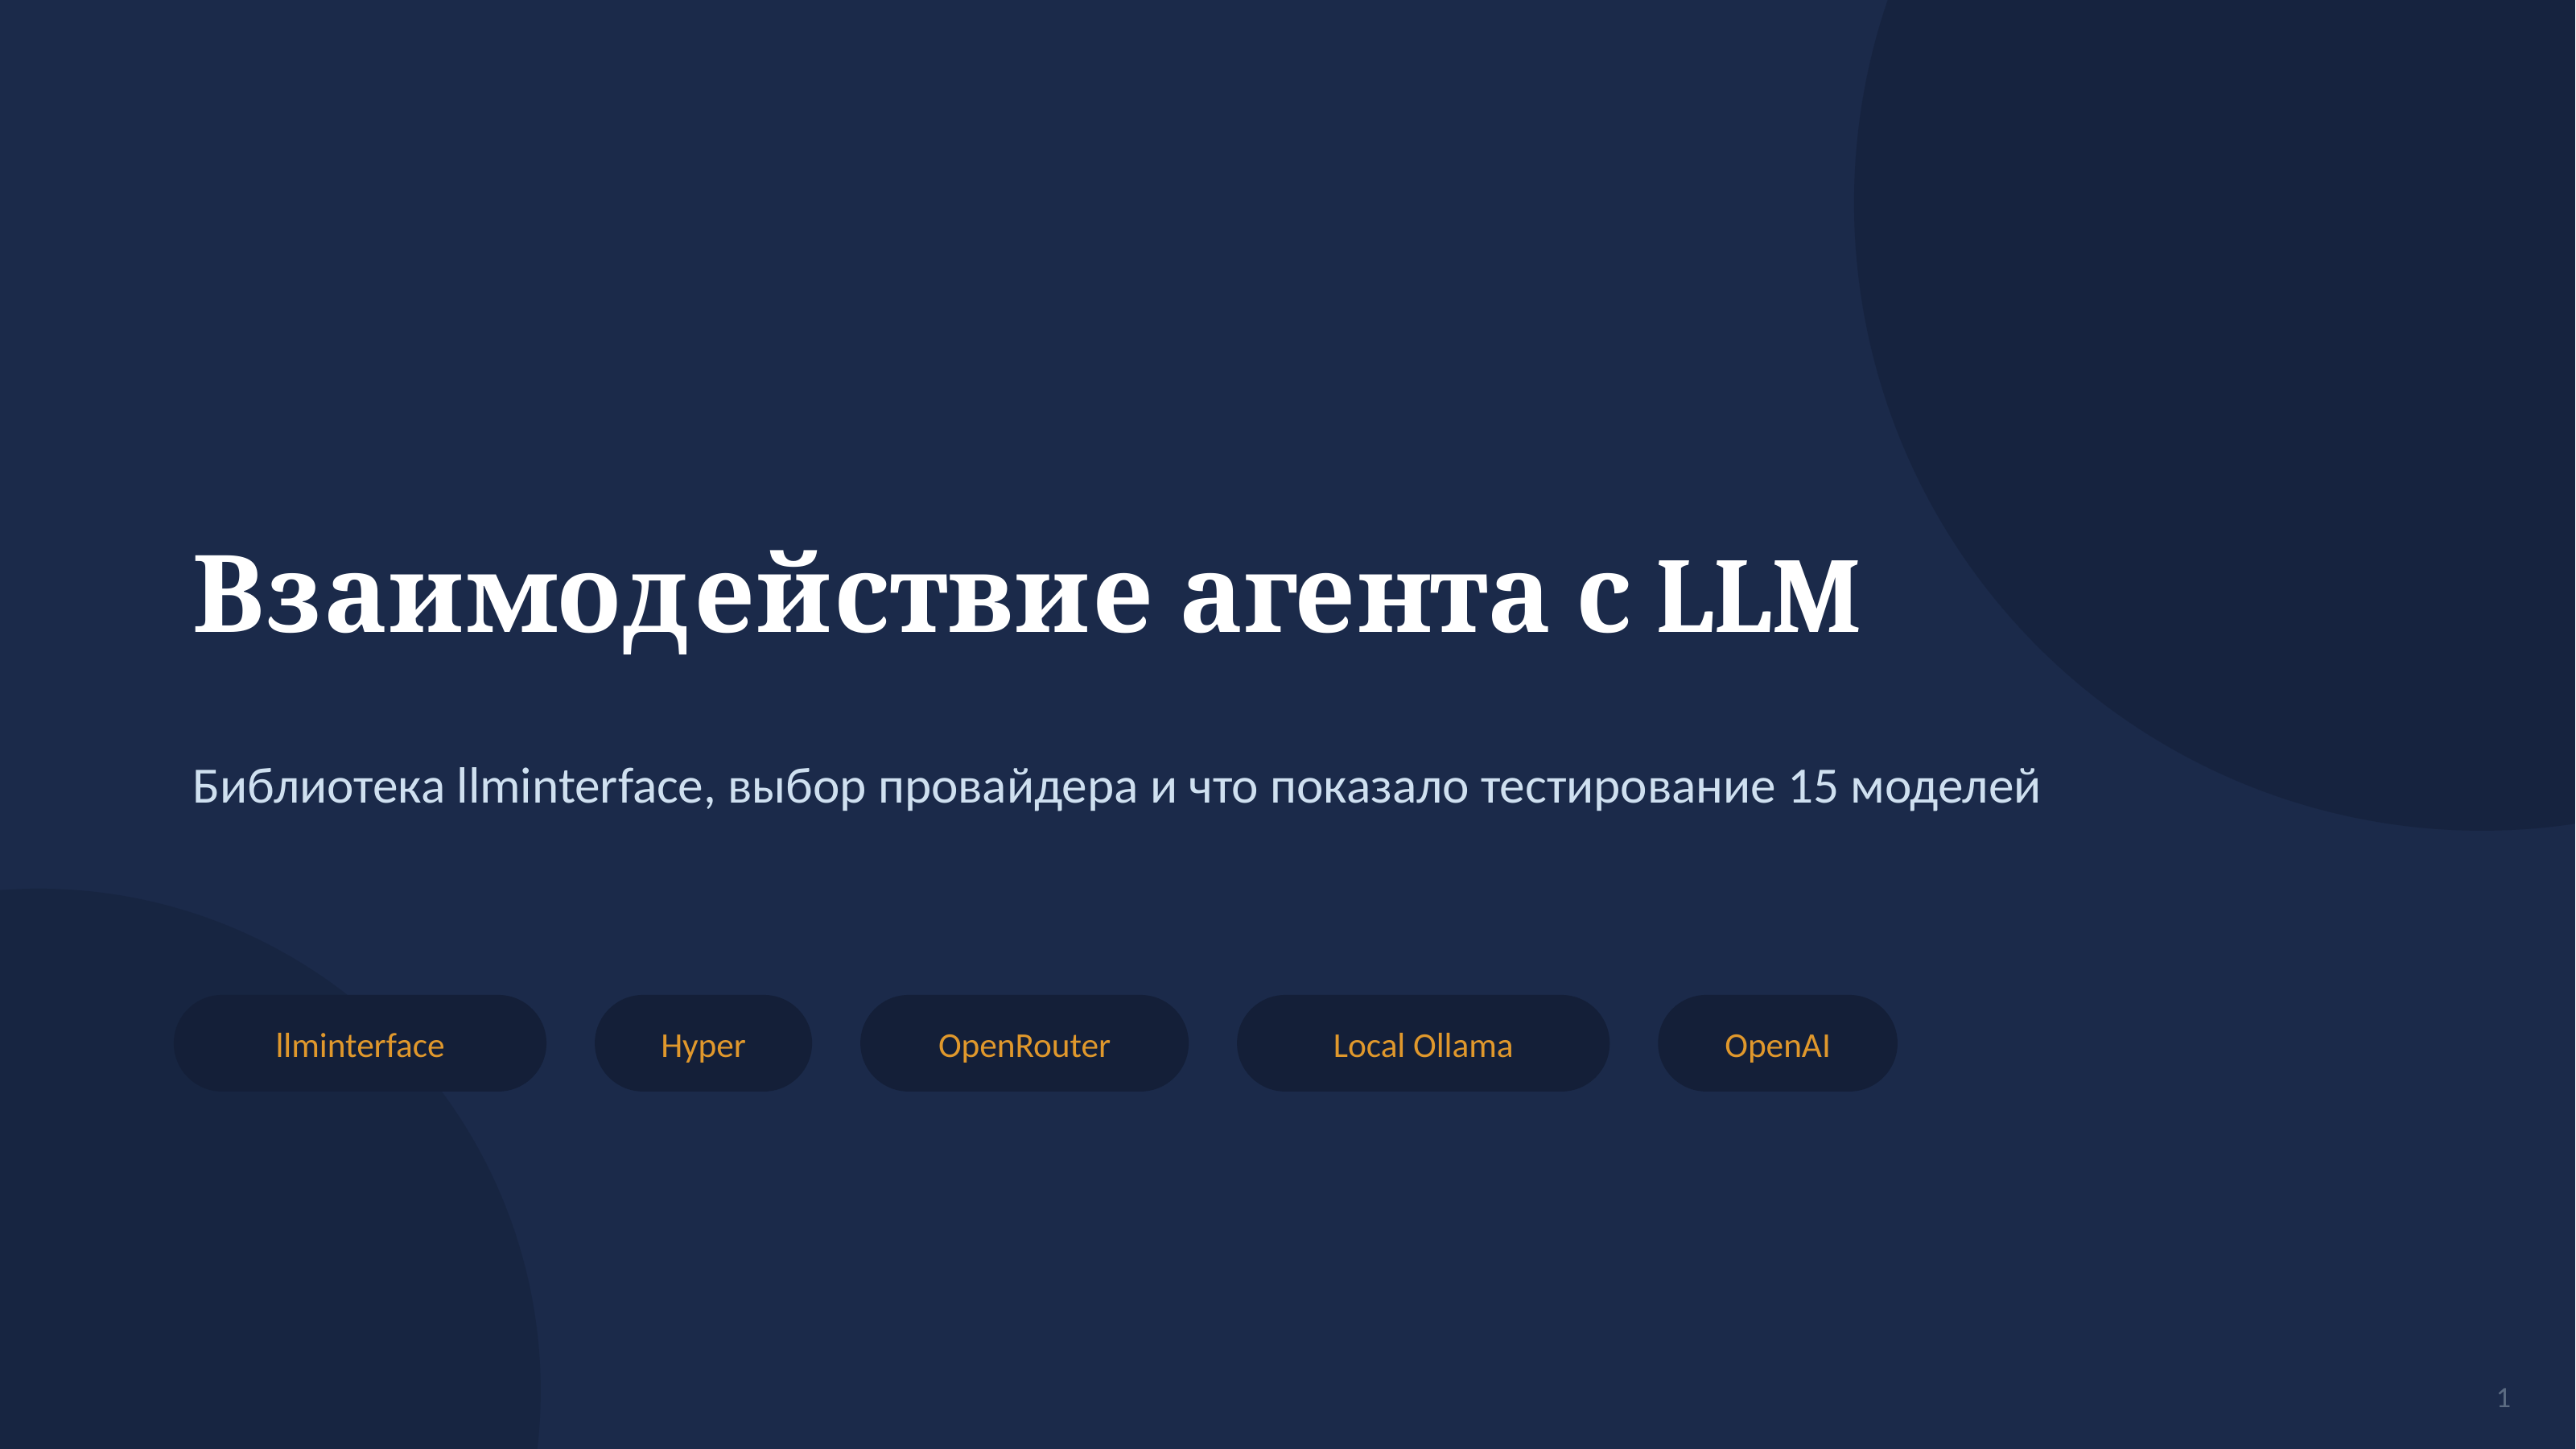 Взаимодействие агента с LLM
Библиотека llminterface, выбор провайдера и что показало тестирование 15 моделей
llminterface
Hyper
OpenRouter
Local Ollama
OpenAI
1